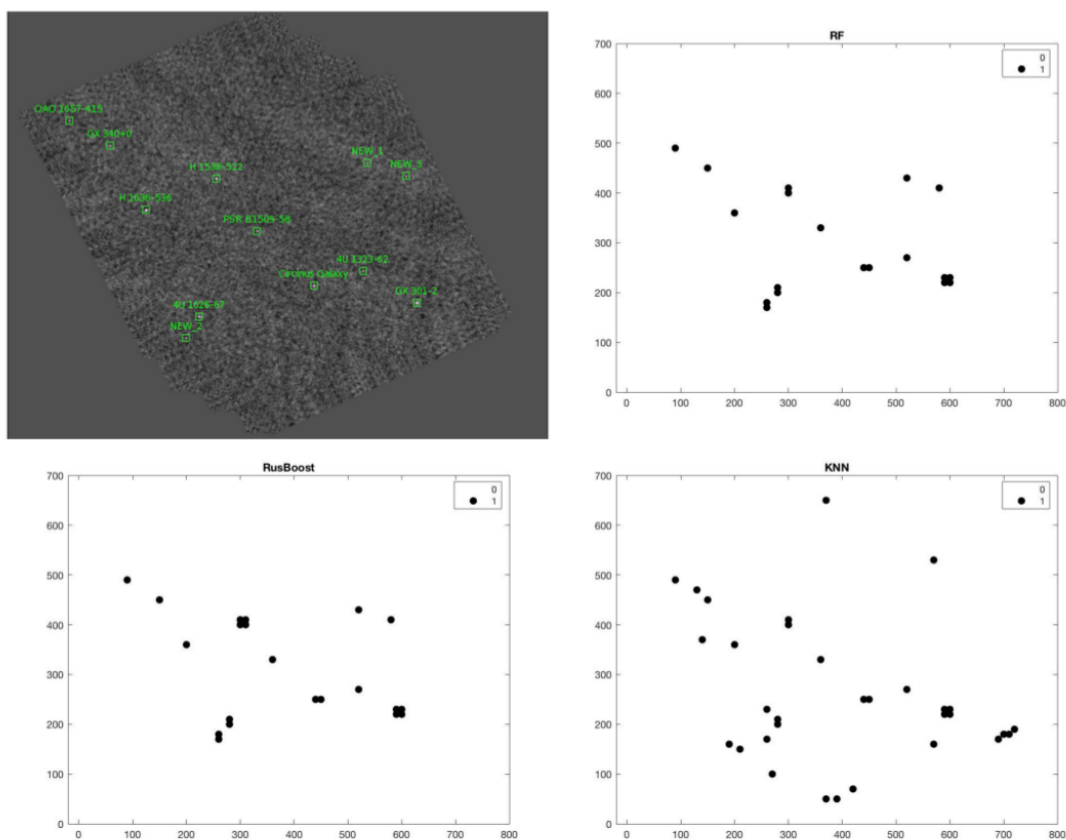 OAO 1657-415
GX 340+0
H 1538-522
NEW_1
NEW_3
H 1636-536
PSR B1509-58
4U 1323-62
Circinus Galaxy
GX 301-2
4U 1626-67
NEW_2
RF
0
1
700
600
500
400
300
200
100
0
0 100 200 300 400 500 600 700 800
RusBoost
0
1
700
600
500
400
300
200
100
0
0 100 200 300 400 500 600 700 800
KNN
0
1
700
600
500
400
300
200
100
0
0 100 200 300 400 500 600 700 800